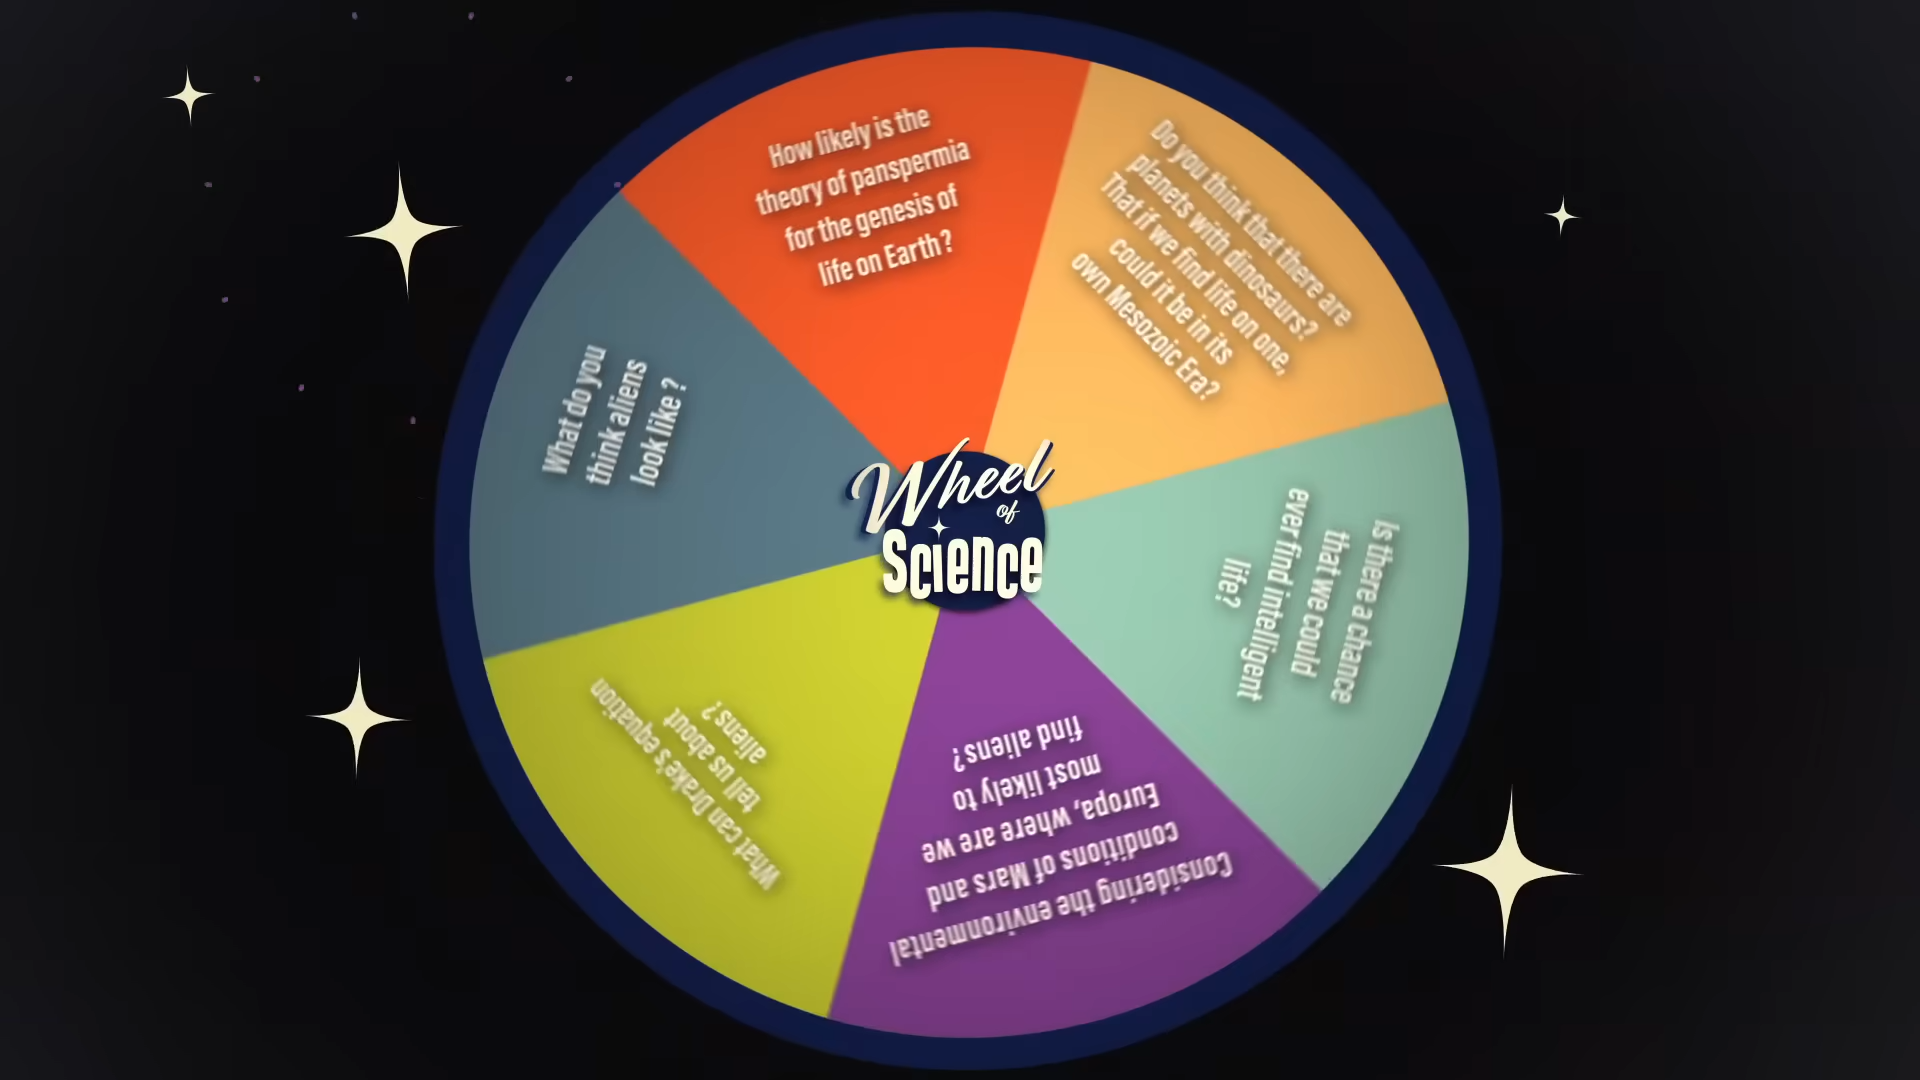 How likely is the
theory of panspermia
for the genesis of
life on Earth?
Do you think that there are
planets with dinosaurs?
That if we find life on one,
could it be in its
own Mesozoic Era?
Is there a chance
that we could
ever find intelligent
life?
Considering the environmental
conditions of Mars and
Europa, where are we
most likely to
find aliens?
What can Drake's equation
tell us about
aliens?
What do you
think aliens
look like ?
Wheel
of
Science